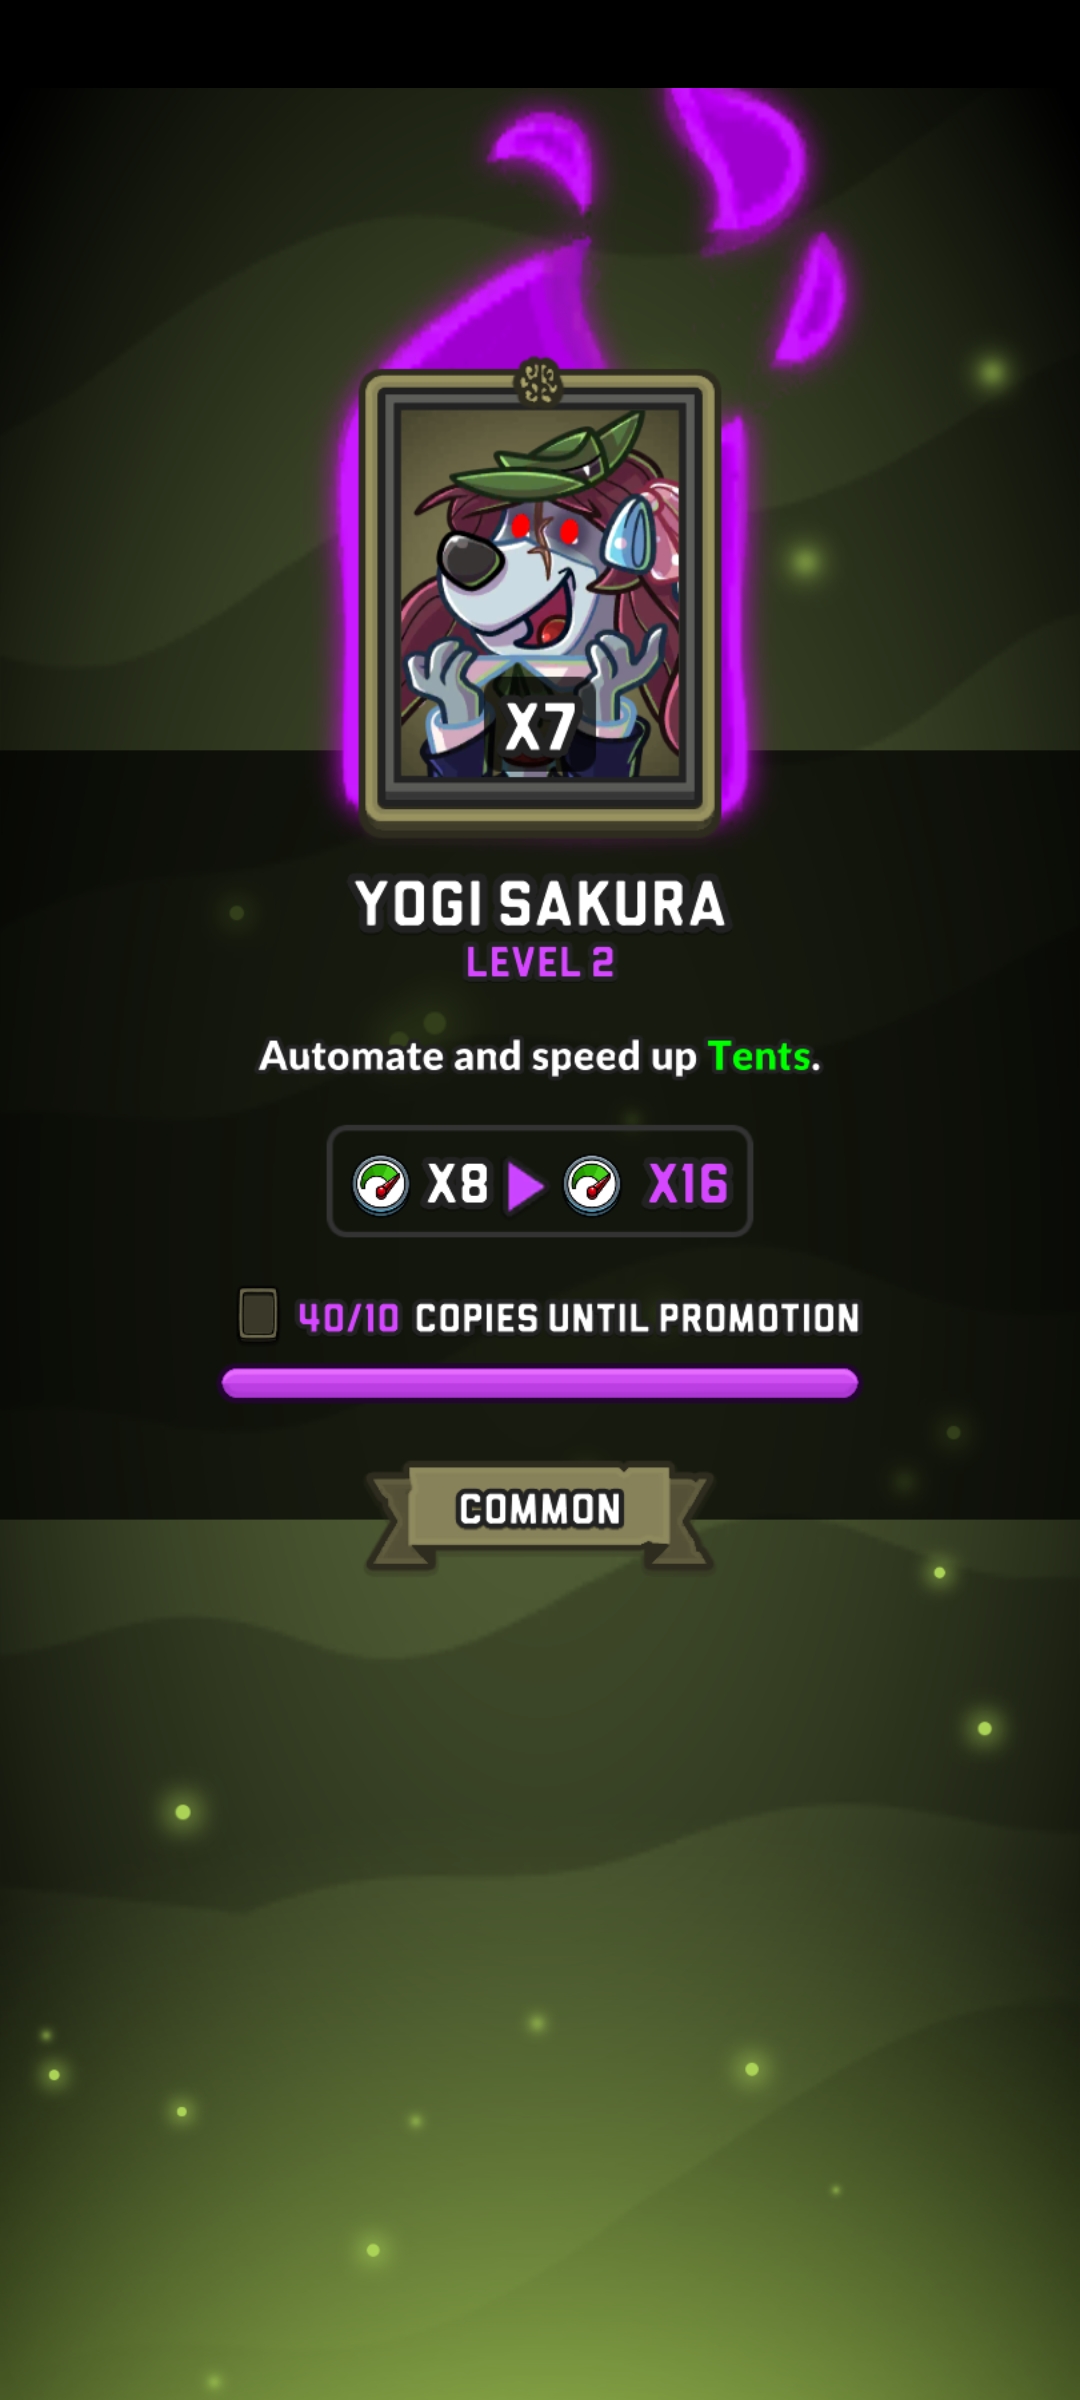 X7
YOGI SAKURA
LEVEL 2
Automate and speed up Tents.
X8 X16
40/10 COPIES UNTIL PROMOTION
COMMON